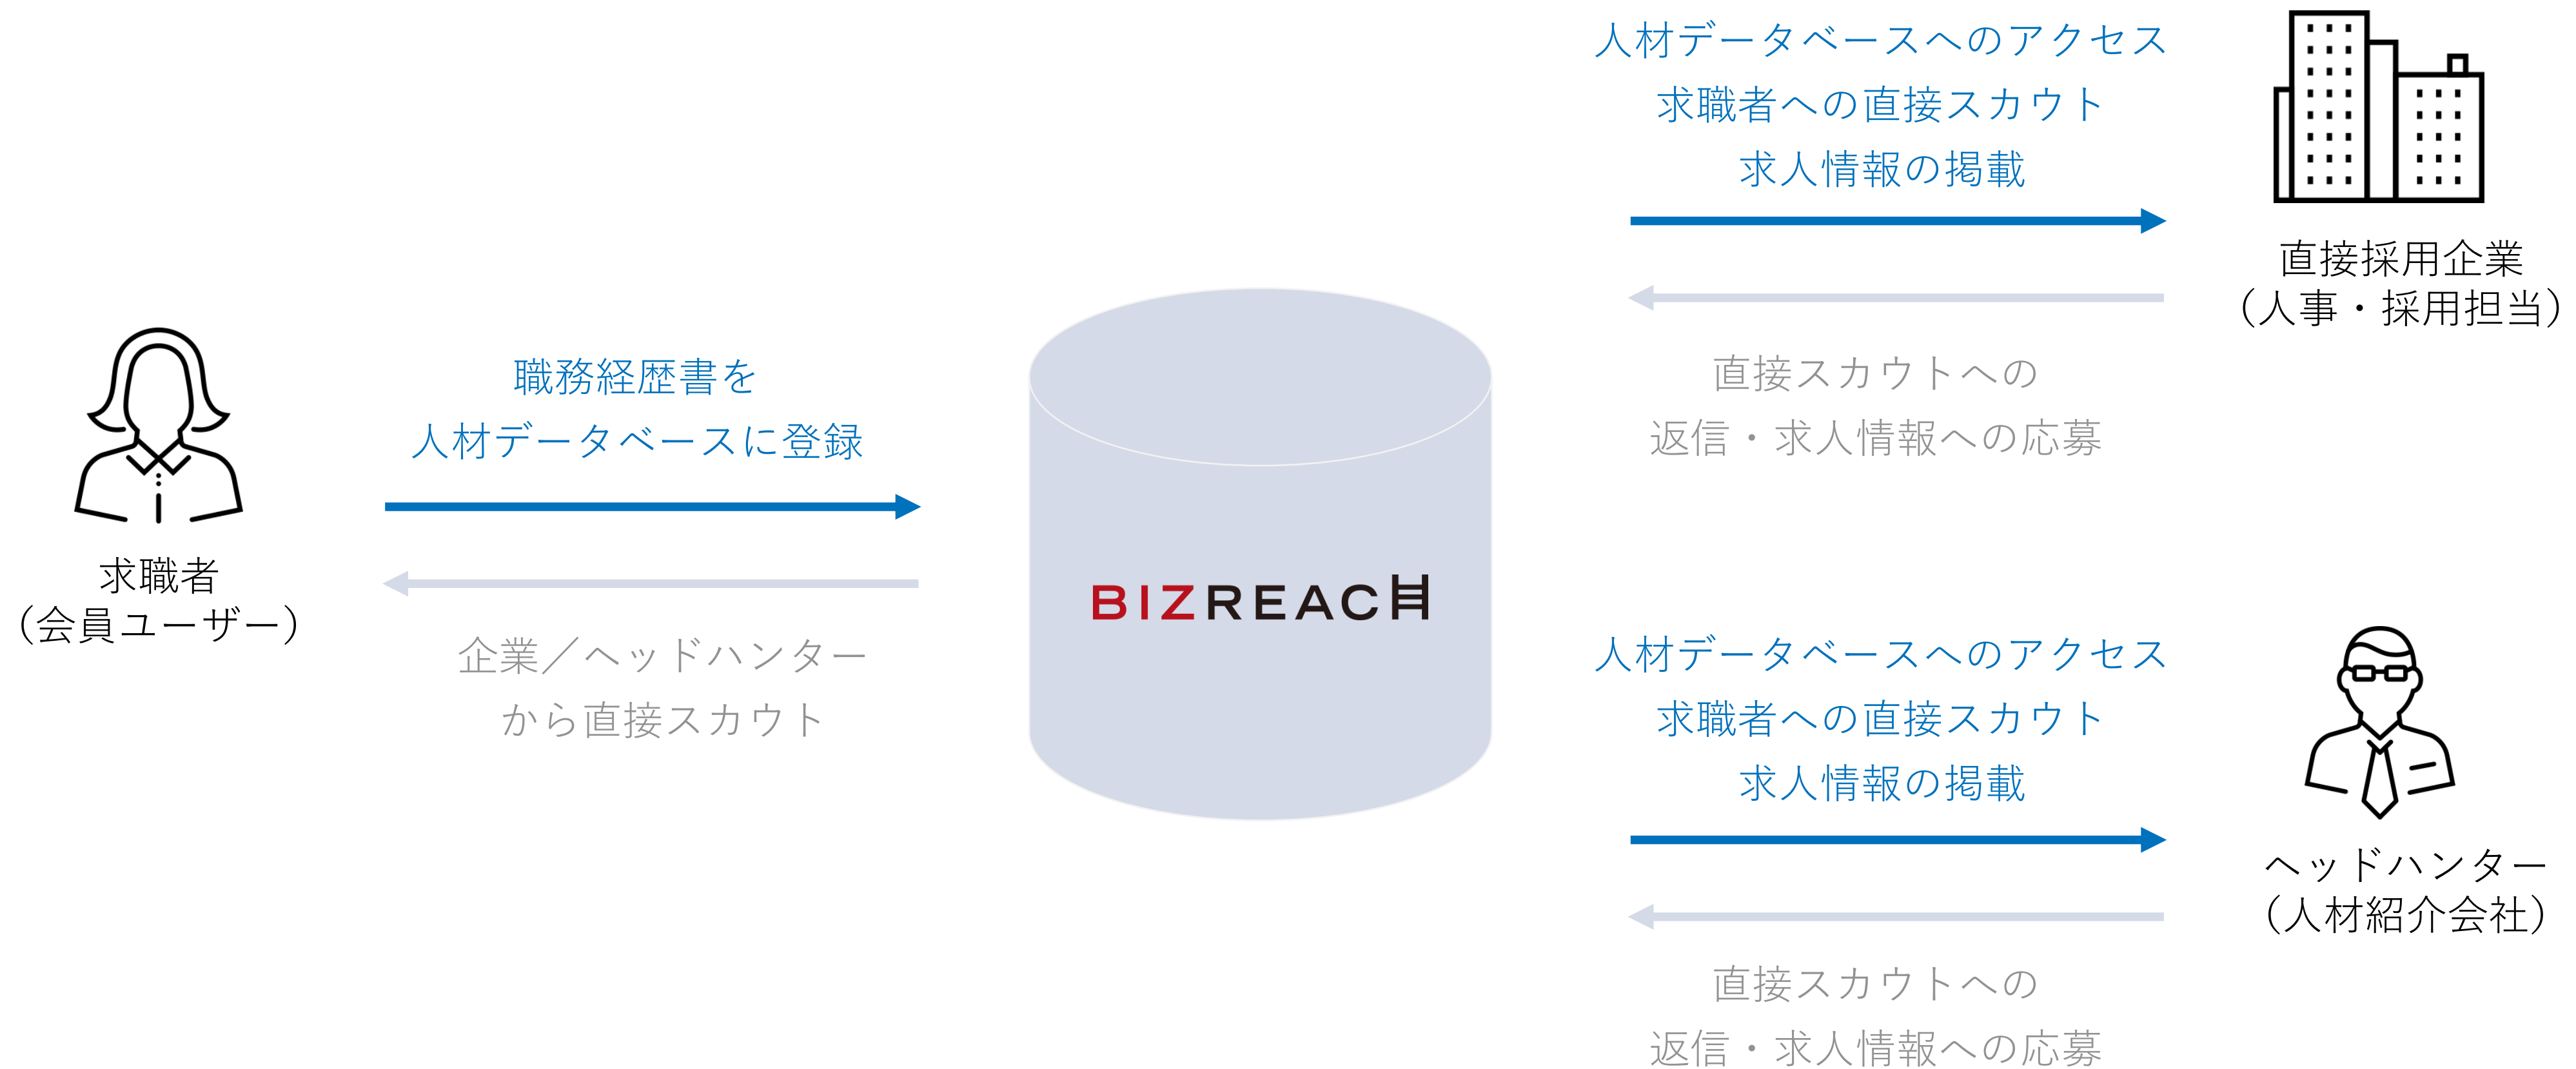 求職者
（会員ユーザー）
職務経歴書を
人材データベースに登録
企業／ヘッドハンター
から直接スカウト
BIZREACH
人材データベースへのアクセス
求職者への直接スカウト
求人情報の掲載
直接スカウトへの
返信・求人情報への応募
直接採用企業
（人事・採用担当）
人材データベースへのアクセス
求職者への直接スカウト
求人情報の掲載
直接スカウトへの
返信・求人情報への応募
ヘッドハンター
（人材紹介会社）